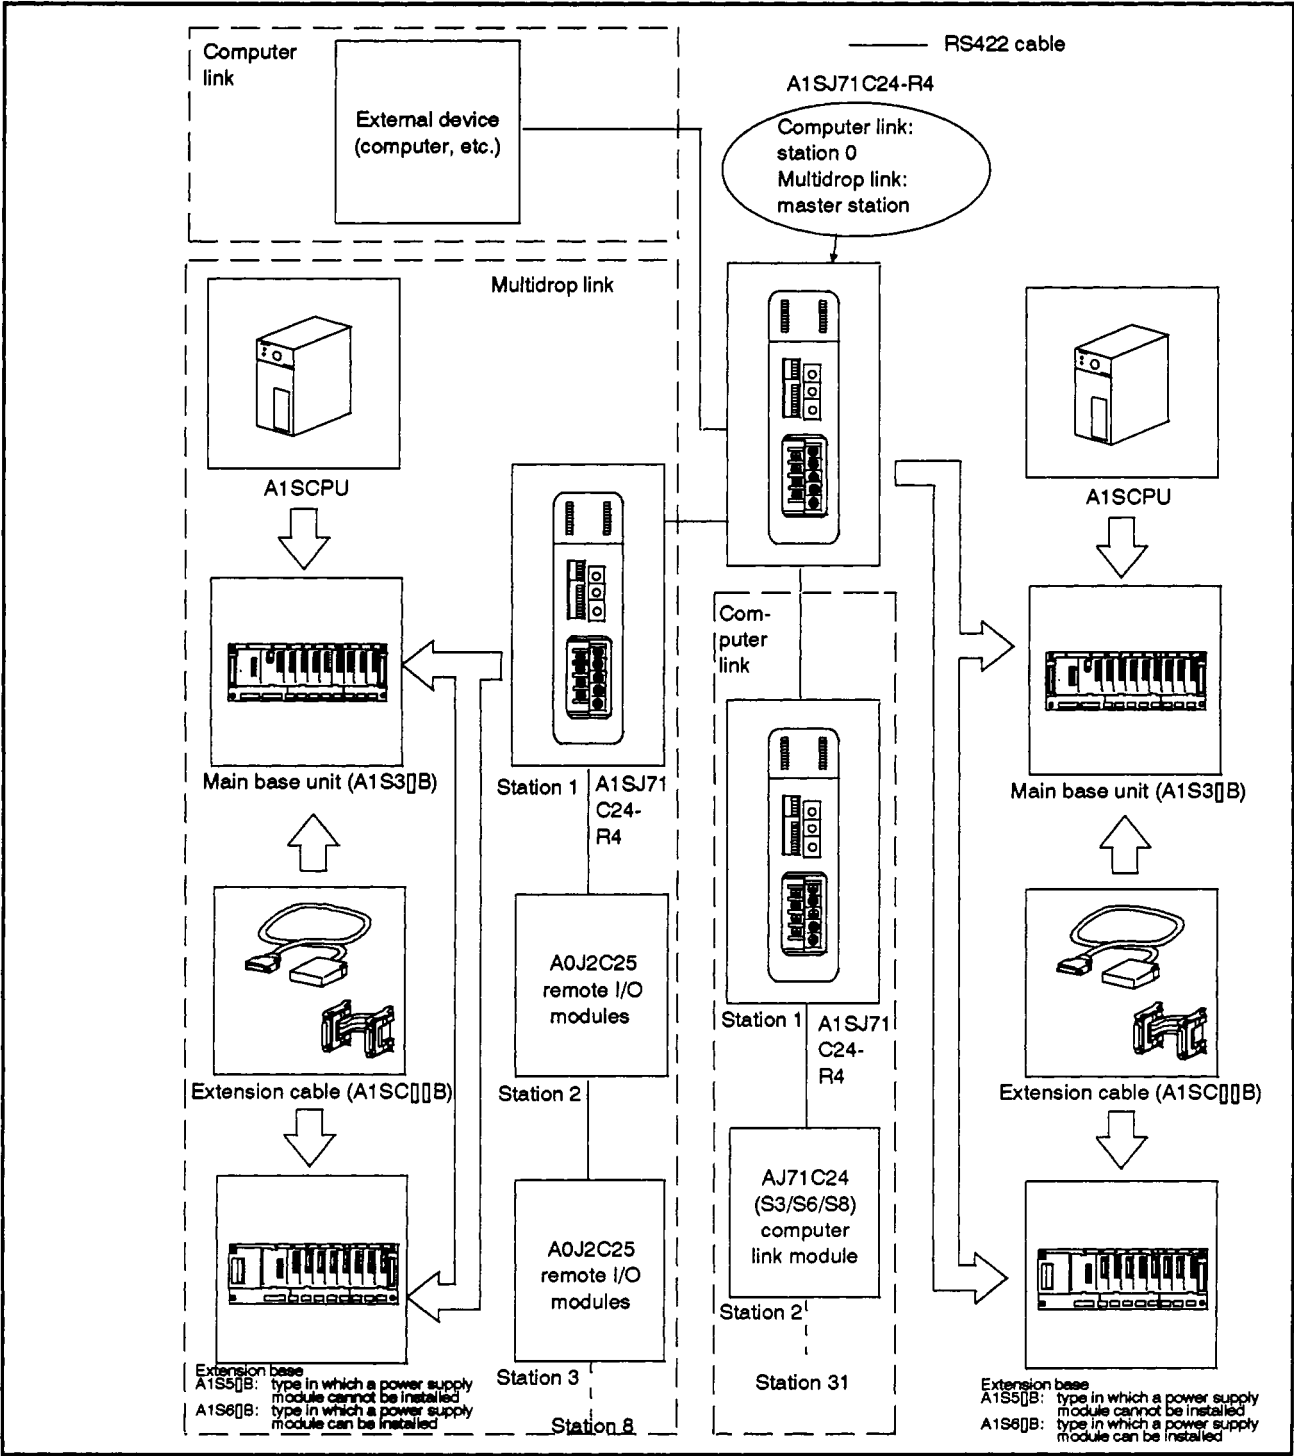 Computer
link
External device
(computer, etc.)
RS422 cable
A1SJ71C24-R4
Computer link:
station 0
Multidrop link:
master station
Multidrop link
A1SCPU
Main base unit (A1S3[]B)
Extension cable (A1SC[][]B)
Extension base
A1S5[]B: type in which a power supply
module cannot be installed
A1S6[]B: type in which a power supply
module can be installed
Station 1
A1SJ71
C24-
R4
A0J2C25
remote I/O
modules
Station 2
A0J2C25
remote I/O
modules
Station 3
Station 8
Com-
puter
link
Station 1
A1SJ71
C24-
R4
AJ71C24
(S3/S6/S8)
computer
link module
Station 2
Station 31
A1SCPU
Main base unit (A1S3[]B)
Extension cable (A1SC[][]B)
Extension base
A1S5[]B: type in which a power supply
module cannot be installed
A1S6[]B: type in which a power supply
module can be installed